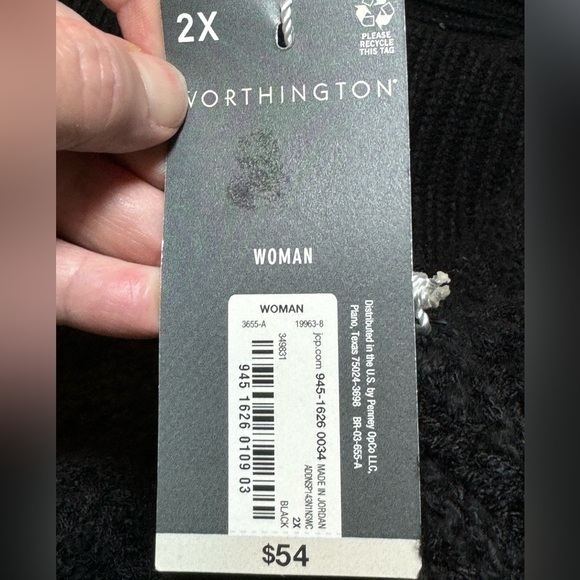 2X
PLEASE
RECYCLE
THIS TAG
WORTHINGTON
WOMAN
WOMAN
3655-A 19963-8
jcp.com 945-1626 0034 MADE IN JORDAN
ADDNSP143N1N3WC
349831
2X
945 1626 0109 03
BLACK
Distributed in the U.S. by Penney OpCo LLC,
Plano, Texas 75024-3698 BR-03-655-A
$54